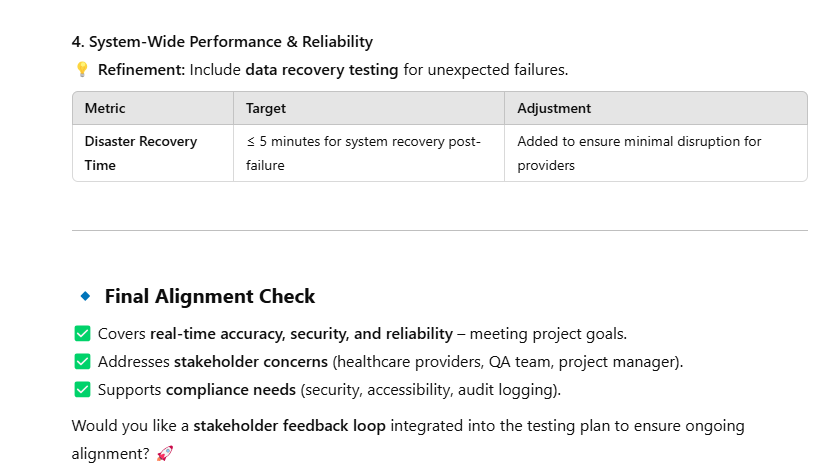 4. System-Wide Performance & Reliability
💡 Refinement: Include data recovery testing for unexpected failures.
Metric Target Adjustment
Disaster Recovery Time ≤ 5 minutes for system recovery post-failure Added to ensure minimal disruption for providers
🔹 Final Alignment Check
✅ Covers real-time accuracy, security, and reliability – meeting project goals.
✅ Addresses stakeholder concerns (healthcare providers, QA team, project manager).
✅ Supports compliance needs (security, accessibility, audit logging).
Would you like a stakeholder feedback loop integrated into the testing plan to ensure ongoing
alignment? 🚀